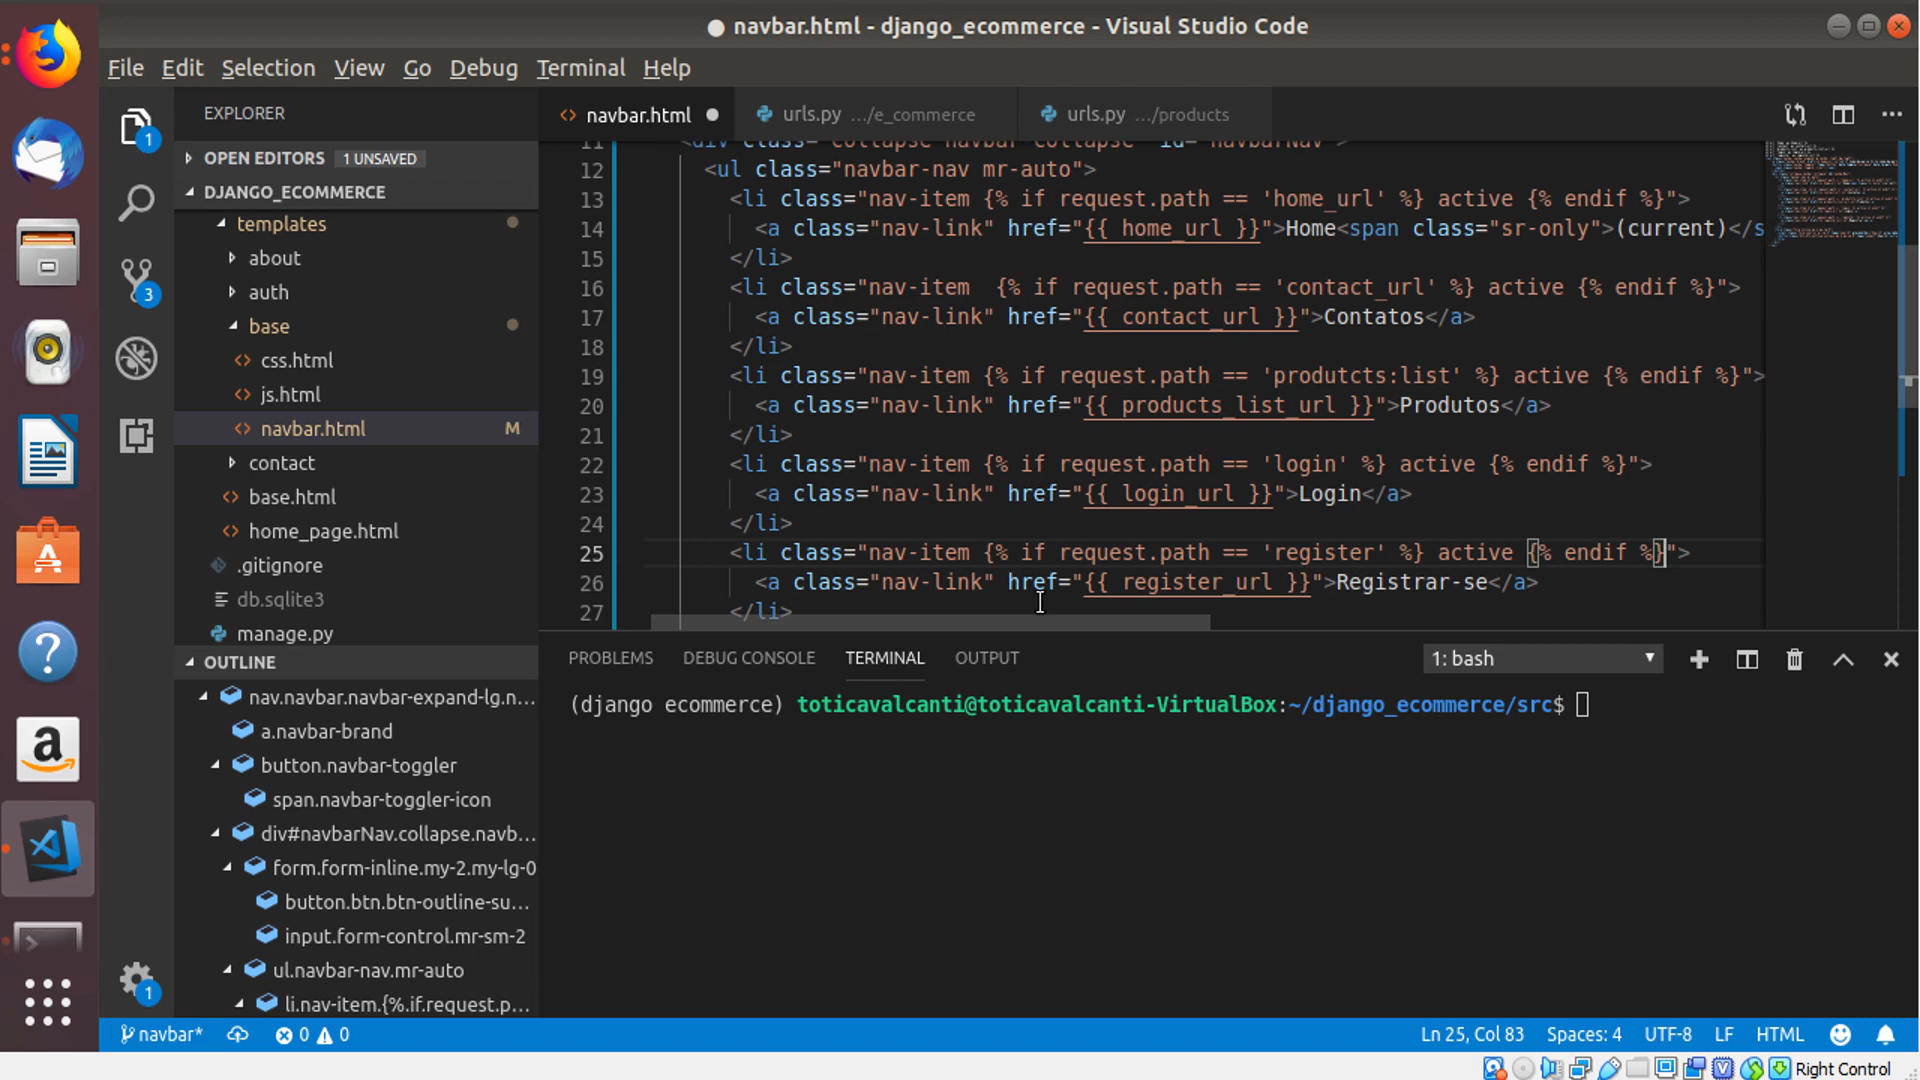 navbar.html - django_ecommerce - Visual Studio Code
File Edit Selection View Go Debug Terminal Help
EXPLORER
OPEN EDITORS 1 UNSAVED
DJANGO_ECOMMERCE
templates
about
auth
base
css.html
js.html
navbar.html M
contact
base.html
home_page.html
.gitignore
db.sqlite3
manage.py
OUTLINE
nav.navbar.navbar-expand-lg.n...
a.navbar-brand
button.navbar-toggler
span.navbar-toggler-icon
div#navbarNav.collapse.navb...
form.form-inline.my-2.my-lg-0
button.btn.btn-outline-su...
input.form-control.mr-sm-2
ul.navbar-nav.mr-auto
li.nav-item.{%.if.request.p...
1
3
1
navbar.html urls.py .../e_commerce urls.py .../products
11 <div class="collapse navbar-collapse" id="navbarNav">
12 <ul class="navbar-nav mr-auto">
13 <li class="nav-item {% if request.path == 'home_url' %} active {% endif %}">
14 <a class="nav-link" href="{{ home_url }}">Home<span class="sr-only">(current)</s
15 </li>
16 <li class="nav-item  {% if request.path == 'contact_url' %} active {% endif %}">
17 <a class="nav-link" href="{{ contact_url }}">Contatos</a>
18 </li>
19 <li class="nav-item {% if request.path == 'produtcts:list' %} active {% endif %}">
20 <a class="nav-link" href="{{ products_list_url }}">Produtos</a>
21 </li>
22 <li class="nav-item {% if request.path == 'login' %} active {% endif %}">
23 <a class="nav-link" href="{{ login_url }}">Login</a>
24 </li>
25 <li class="nav-item {% if request.path == 'register' %} active {% endif %}">
26 <a class="nav-link" href="{{ register_url }}">Registrar-se</a>
27 </li>
PROBLEMS DEBUG CONSOLE TERMINAL OUTPUT 1: bash
(django ecommerce) toticavalcanti@toticavalcanti-VirtualBox:~/django_ecommerce/src$
navbar* 0 0 Ln 25, Col 83 Spaces: 4 UTF-8 LF HTML
Right Control